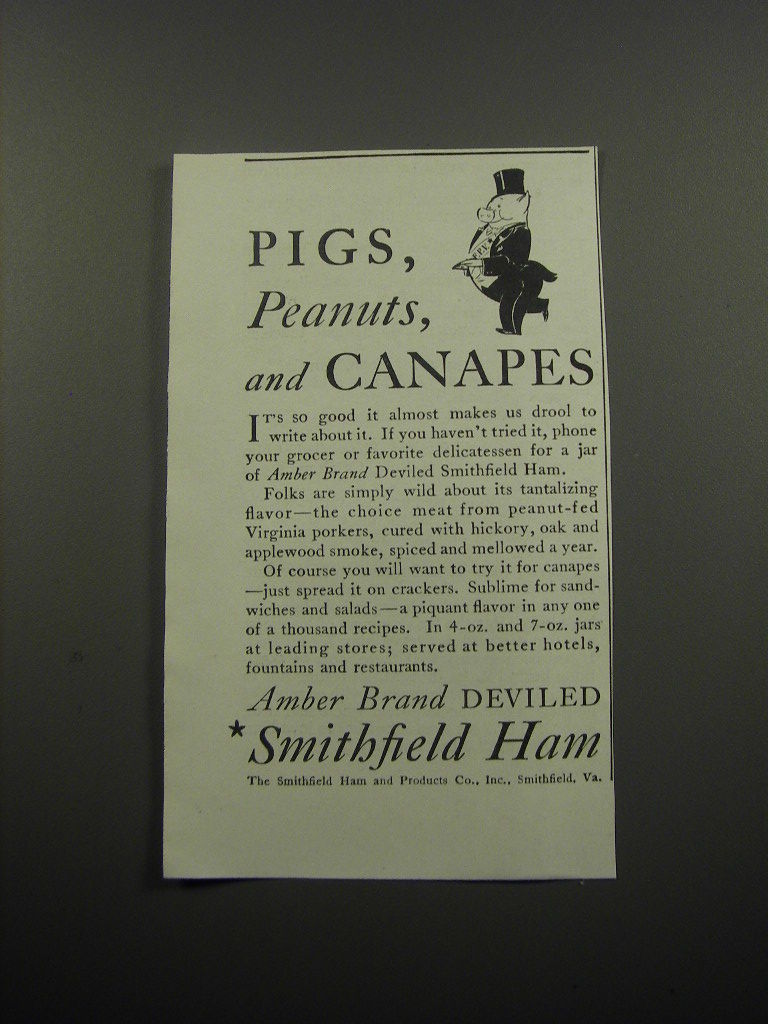 PIGS,
Peanuts,
and CANAPES
IT'S so good it almost makes us drool to
write about it. If you haven't tried it, phone
your grocer or favorite delicatessen for a jar
of Amber Brand Deviled Smithfield Ham.
Folks are simply wild about its tantalizing
flavor—the choice meat from peanut-fed
Virginia porkers, cured with hickory, oak and
applewood smoke, spiced and mellowed a year.
Of course you will want to try it for canapes
—just spread it on crackers. Sublime for sand-
wiches and salads—a piquant flavor in any one
of a thousand recipes. In 4-oz. and 7-oz. jars
at leading stores; served at better hotels,
fountains and restaurants.
Amber Brand DEVILED
*Smithfield Ham
The Smithfield Ham and Products Co., Inc., Smithfield, Va.